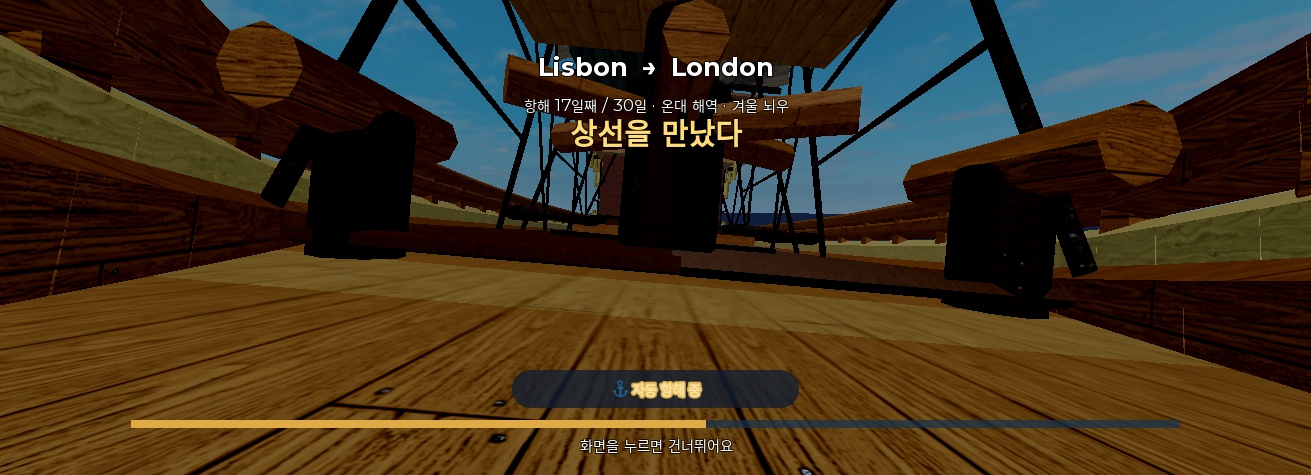 Lisbon → London
항해 17일째 / 30일 · 온대 해역 · 겨울 뇌우
상선을 만났다
⚓ 자동 항해 중
화면을 누르면 건너뛰어요